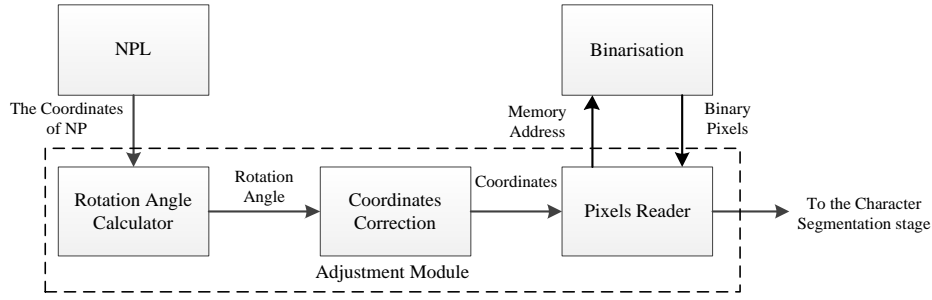 NPL
Binarisation
The Coordinates
of NP
Memory
Address
Binary
Pixels
Rotation Angle
Calculator
Rotation
Angle
Coordinates
Correction
Coordinates
Pixels Reader
To the Character
Segmentation stage
Adjustment Module